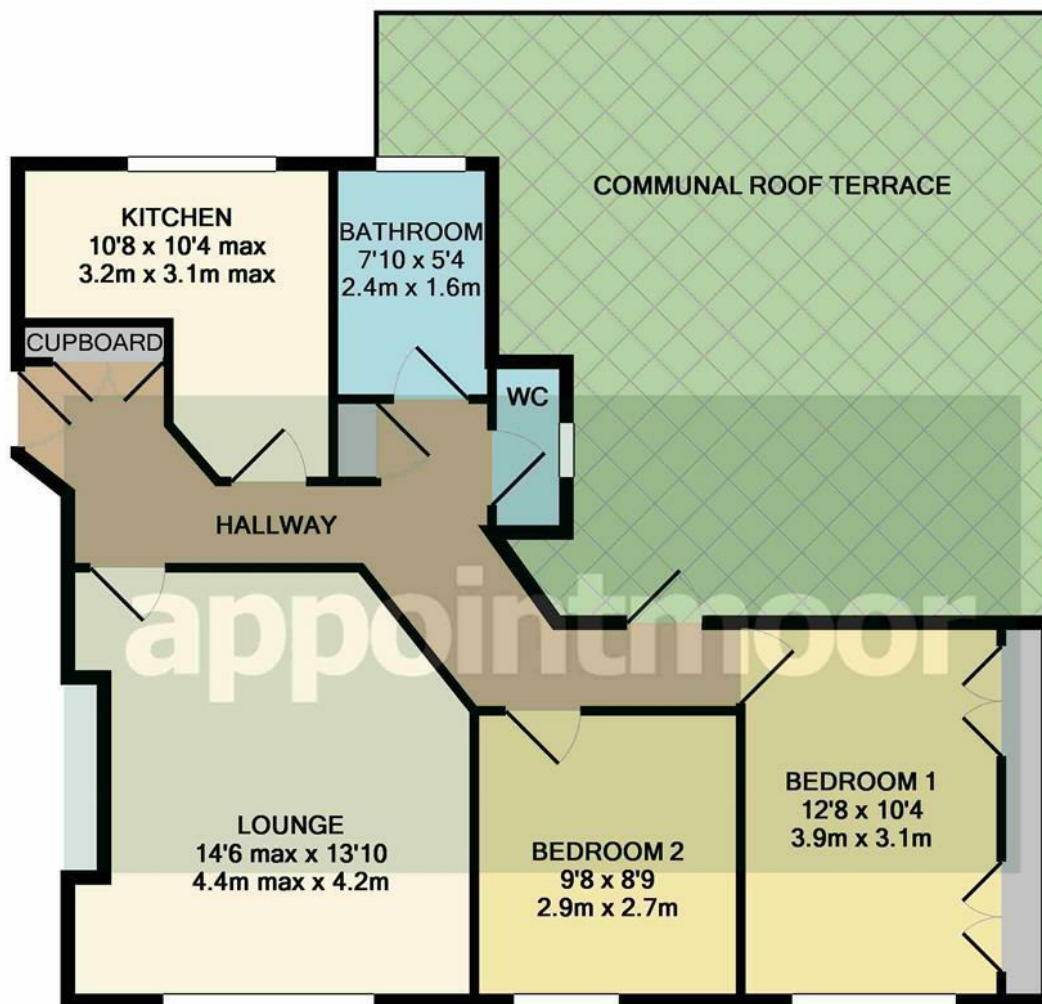 COMMUNAL ROOF TERRACE
KITCHEN
10'8 x 10'4 max
3.2m x 3.1m max
BATHROOM
7'10 x 5'4
2.4m x 1.6m
CUPBOARD
WC
HALLWAY
appointmoor
LOUNGE
14'6 max x 13'10
4.4m max x 4.2m
BEDROOM 2
9'8 x 8'9
2.9m x 2.7m
BEDROOM 1
12'8 x 10'4
3.9m x 3.1m